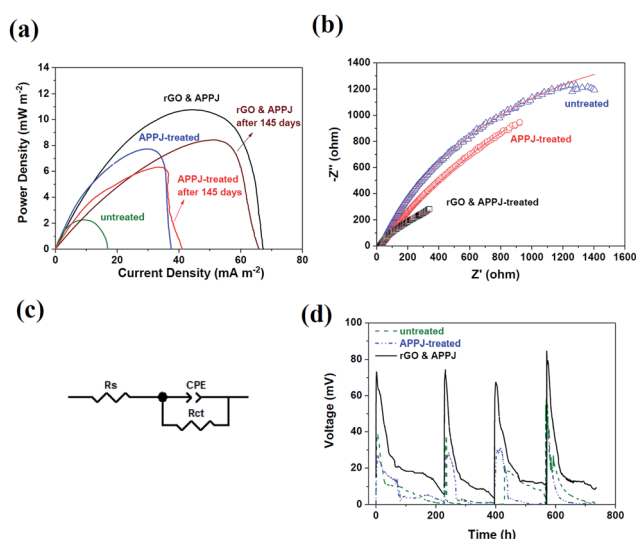 (a)
14
12
10
8
6
4
2
0
Power Density (mW m-2)
0 20 40 60 80
Current Density (mA m-2)
rGO & APPJ
rGO & APPJ
after 145 days
APPJ-treated
APPJ-treated
after 145 days
untreated
(b)
1400
1200
1000
800
600
400
200
0
-Z" (ohm)
0 200 400 600 800 1000 1200 1400 1600
Z' (ohm)
untreated
APPJ-treated
rGO & APPJ-treated
(c)
Rs
CPE
Rct
(d)
100
80
60
40
20
0
Voltage (mV)
0 200 400 600 800
Time (h)
untreated
APPJ-treated
rGO & APPJ